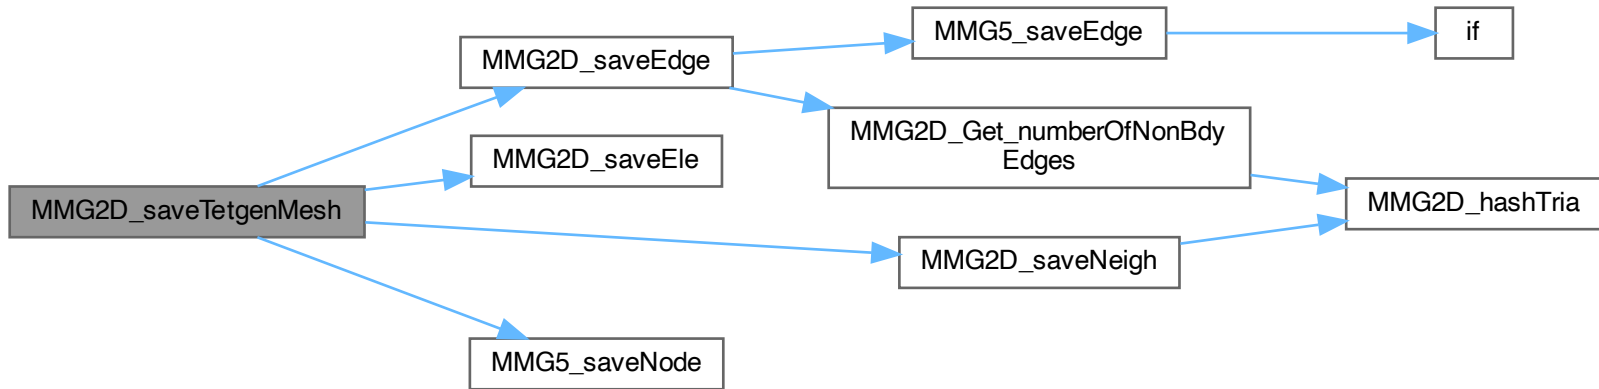 MMG5_saveEdge
if
MMG2D_saveEdge
MMG2D_Get_numberOfNonBdy
Edges
MMG2D_saveEle
MMG2D_saveTetgenMesh
MMG2D_hashTria
MMG2D_saveNeigh
MMG5_saveNode